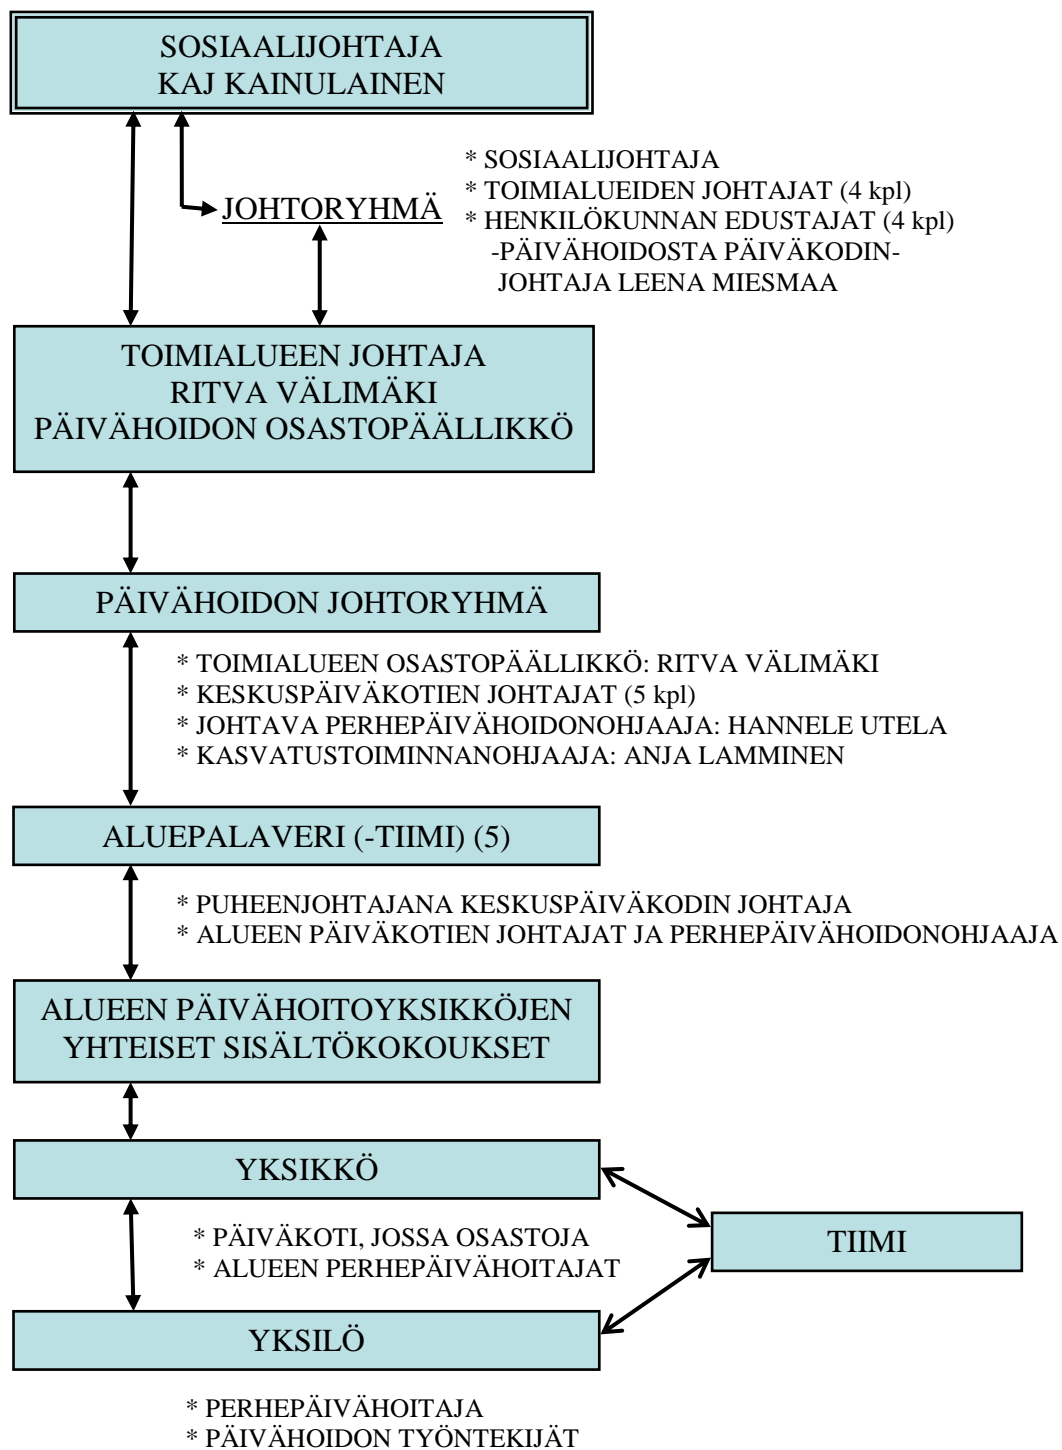 SOSIAALIJOHTAJA
KAJ KAINULAINEN
* SOSIAALIJOHTAJA
* TOIMIALUEIDEN JOHTAJAT (4 kpl)
JOHTORYHMÄ
* HENKILÖKUNNAN EDUSTAJAT (4 kpl)
-PÄIVÄHOIDOSTA PÄIVÄKODIN-
JOHTAJA LEENA MIESMAA
TOIMIALUEEN JOHTAJA
RITVA VÄLIMÄKI
PÄIVÄHOIDON OSASTOPÄÄLLIKKÖ
PÄIVÄHOIDON JOHTORYHMÄ
* TOIMIALUEEN OSASTOPÄÄLLIKKÖ: RITVA VÄLIMÄKI
* KESKUSPÄIVÄKOTIEN JOHTAJAT (5 kpl)
* JOHTAVA PERHEPÄIVÄHOIDONOHJAAJA: HANNELE UTELA
* KASVATUSTOIMINNANOHJAAJA: ANJA LAMMINEN
ALUEPALAVERI (-TIIMI) (5)
* PUHEENJOHTAJANA KESKUSPÄIVÄKODIN JOHTAJA
* ALUEEN PÄIVÄKOTIEN JOHTAJAT JA PERHEPÄIVÄHOIDONOHJAAJA
ALUEEN PÄIVÄHOITOYKSIKKÖJEN
YHTEISET SISÄLTÖKOKOUKSET
YKSIKKÖ
* PÄIVÄKOTI, JOSSA OSASTOJA
* ALUEEN PERHEPÄIVÄHOITAJAT
TIIMI
YKSILÖ
* PERHEPÄIVÄHOITAJA
* PÄIVÄHOIDON TYÖNTEKIJÄT